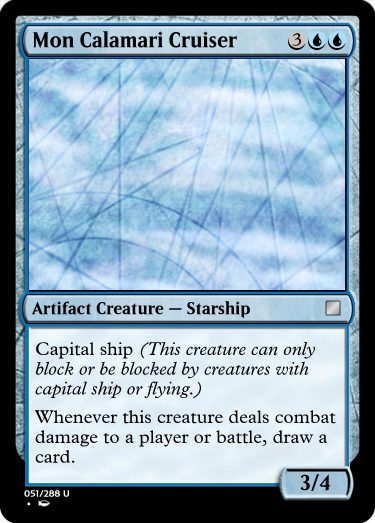 Mon Calamari Cruiser 3
Artifact Creature — Starship
Capital ship (This creature can only
block or be blocked by creatures with
capital ship or flying.)
Whenever this creature deals combat
damage to a player or battle, draw a
card.
3/4
051/288 U